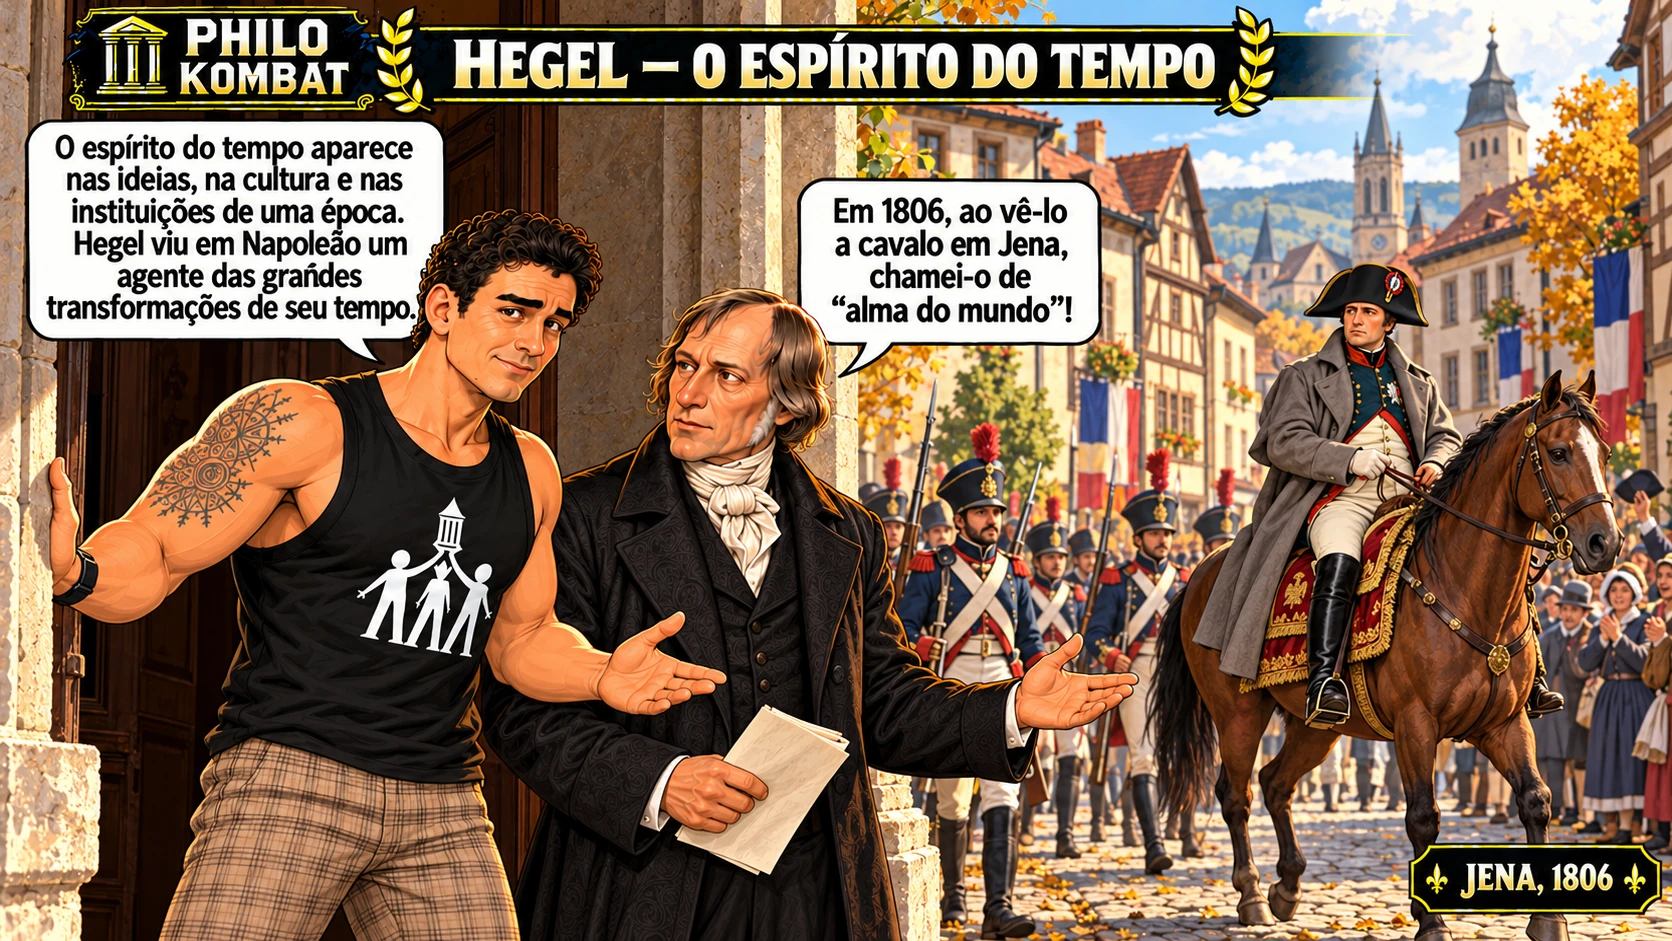 PHILO
KOMBAT
HEGEL – O ESPÍRITO DO TEMPO
O espírito do tempo aparece
nas ideias, na cultura e nas
instituições de uma época.
Hegel viu em Napoleão um
agente das grandes
transformações de seu tempo.
Em 1806, ao vê-lo
a cavalo em Jena,
chamei-o de
“alma do mundo”!
JENA, 1806